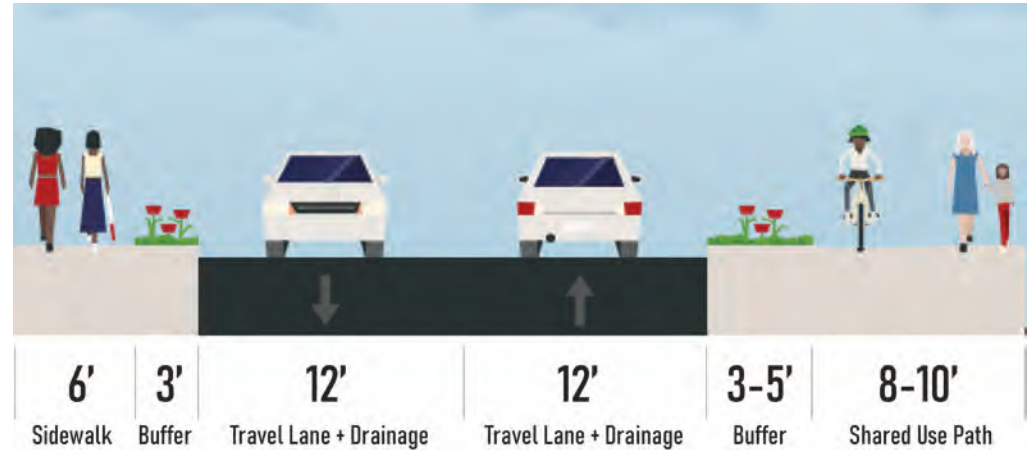 6’ 3’ 12’ 12’ 3-5’ 8-10’
Sidewalk Buffer Travel Lane + Drainage Travel Lane + Drainage Buffer Shared Use Path